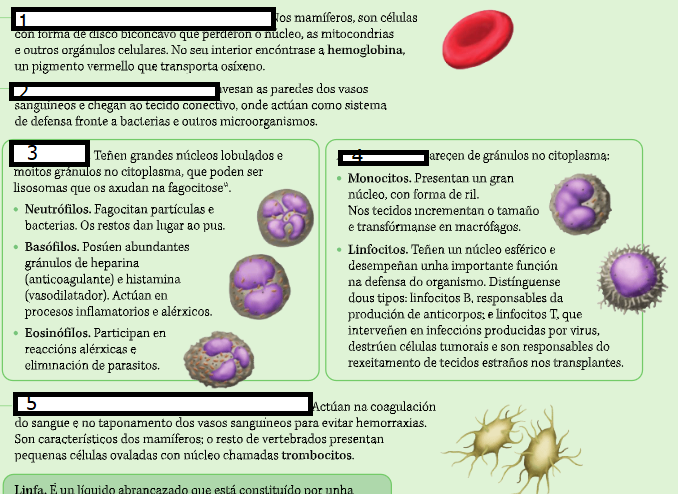 1
Nos mamíferos, son células
con forma de disco bicóncavo que perderon o núcleo, as mitocondrias
e outros orgánulos celulares. No seu interior encóntrase a hemoglobina,
un pigmento vermello que transporta osíxeno.
2
vesan as paredes dos vasos
sanguíneos e chegan ao tecido conectivo, onde actúan como sistema
de defensa fronte a bacterias e outros microorganismos.
3
Teñen grandes núcleos lobulados e
moitos gránulos no citoplasma, que poden ser
lisosomas que os axudan na fagocitose
• Neutrófilos. Fagocitan partículas e
bacterias. Os restos dan lugar ao pus.
• Basófilos. Posúen abundantes
gránulos de heparina
(anticoagulante) e histamina
(vasodilatador). Actúan en
procesos inflamatorios e alérxicos.
• Eosinófilos. Participan en
reaccións alérxicas e
eliminación de parasitos.
4
arecen de gránulos no citoplasma:
• Monocitos. Presentan un gran
núcleo, con forma de ril.
Nos tecidos incrementan o tamaño
e transfórmanse en macrófagos.
• Linfocitos. Teñen un núcleo esférico e
desempeñan unha importante función
na defensa do organismo. Distínguense
dous tipos: linfocitos B, responsables da
produción de anticorpos; e linfocitos T, que
interveñen en infeccións producidas por virus,
destrúen células tumorais e son responsables do
rexeitamento de tecidos estraños nos transplantes.
5
Actúan na coagulación
do sangue e no taponamento dos vasos sanguíneos para evitar hemorraxias.
Son característicos dos mamíferos; o resto de vertebrados presentan
pequenas células ovaladas con núcleo chamadas trombocitos.
Linfa. É un líquido abrancazado que está constituído por unha